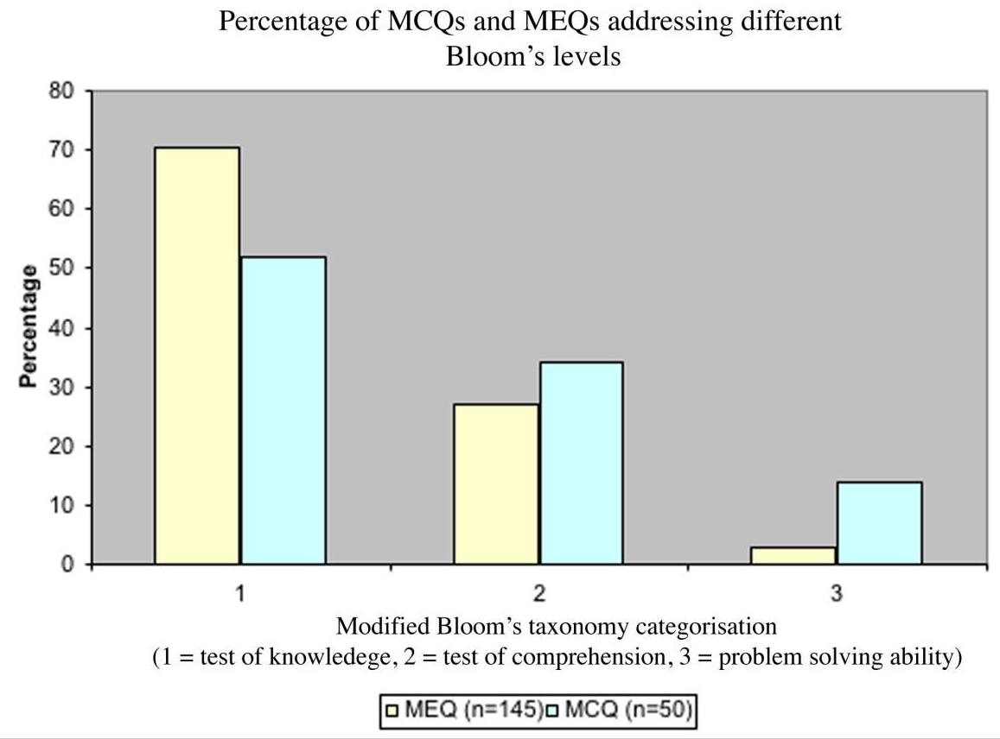 Percentage of MCQs and MEQs addressing different
Bloom’s levels
80
70
60
50
40
30
20
10
0
Percentage
1 2 3
Modified Bloom’s taxonomy categorisation
(1 = test of knowledege, 2 = test of comprehension, 3 = problem solving ability)
MEQ (n=145) MCQ (n=50)